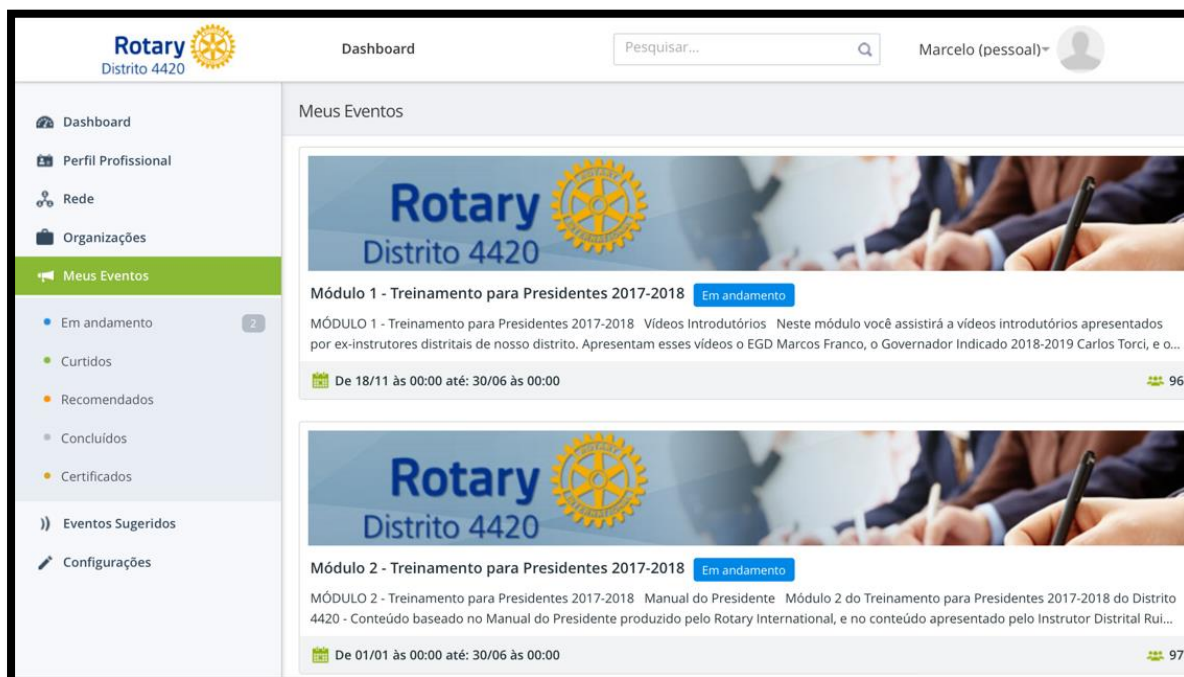 Rotary
Distrito 4420
Dashboard
Pesquisar...
Marcelo (pessoal)
Dashboard
Perfil Profissional
Rede
Organizações
Meus Eventos
Em andamento
2
Curtidos
Recomendados
Concluídos
Certificados
Eventos Sugeridos
Configurações
Meus Eventos
Rotary
Distrito 4420
ROTARY
INTERNATIONAL
Módulo 1 - Treinamento para Presidentes 2017-2018 Em andamento
MÓDULO 1 - Treinamento para Presidentes 2017-2018 Vídeos Introdutórios Neste módulo você assistirá a vídeos introdutórios apresentados
por ex-instrutores distritais de nosso distrito. Apresentam esses vídeos o EGD Marcos Franco, o Governador Indicado 2018-2019 Carlos Torci, e o...
De 18/11 às 00:00 até: 30/06 às 00:00
96
Rotary
Distrito 4420
ROTARY
INTERNATIONAL
Módulo 2 - Treinamento para Presidentes 2017-2018 Em andamento
MÓDULO 2 - Treinamento para Presidentes 2017-2018 Manual do Presidente Módulo 2 do Treinamento para Presidentes 2017-2018 do Distrito
4420 - Conteúdo baseado no Manual do Presidente produzido pelo Rotary International, e no conteúdo apresentado pelo Instrutor Distrital Rui...
De 01/01 às 00:00 até: 30/06 às 00:00
97